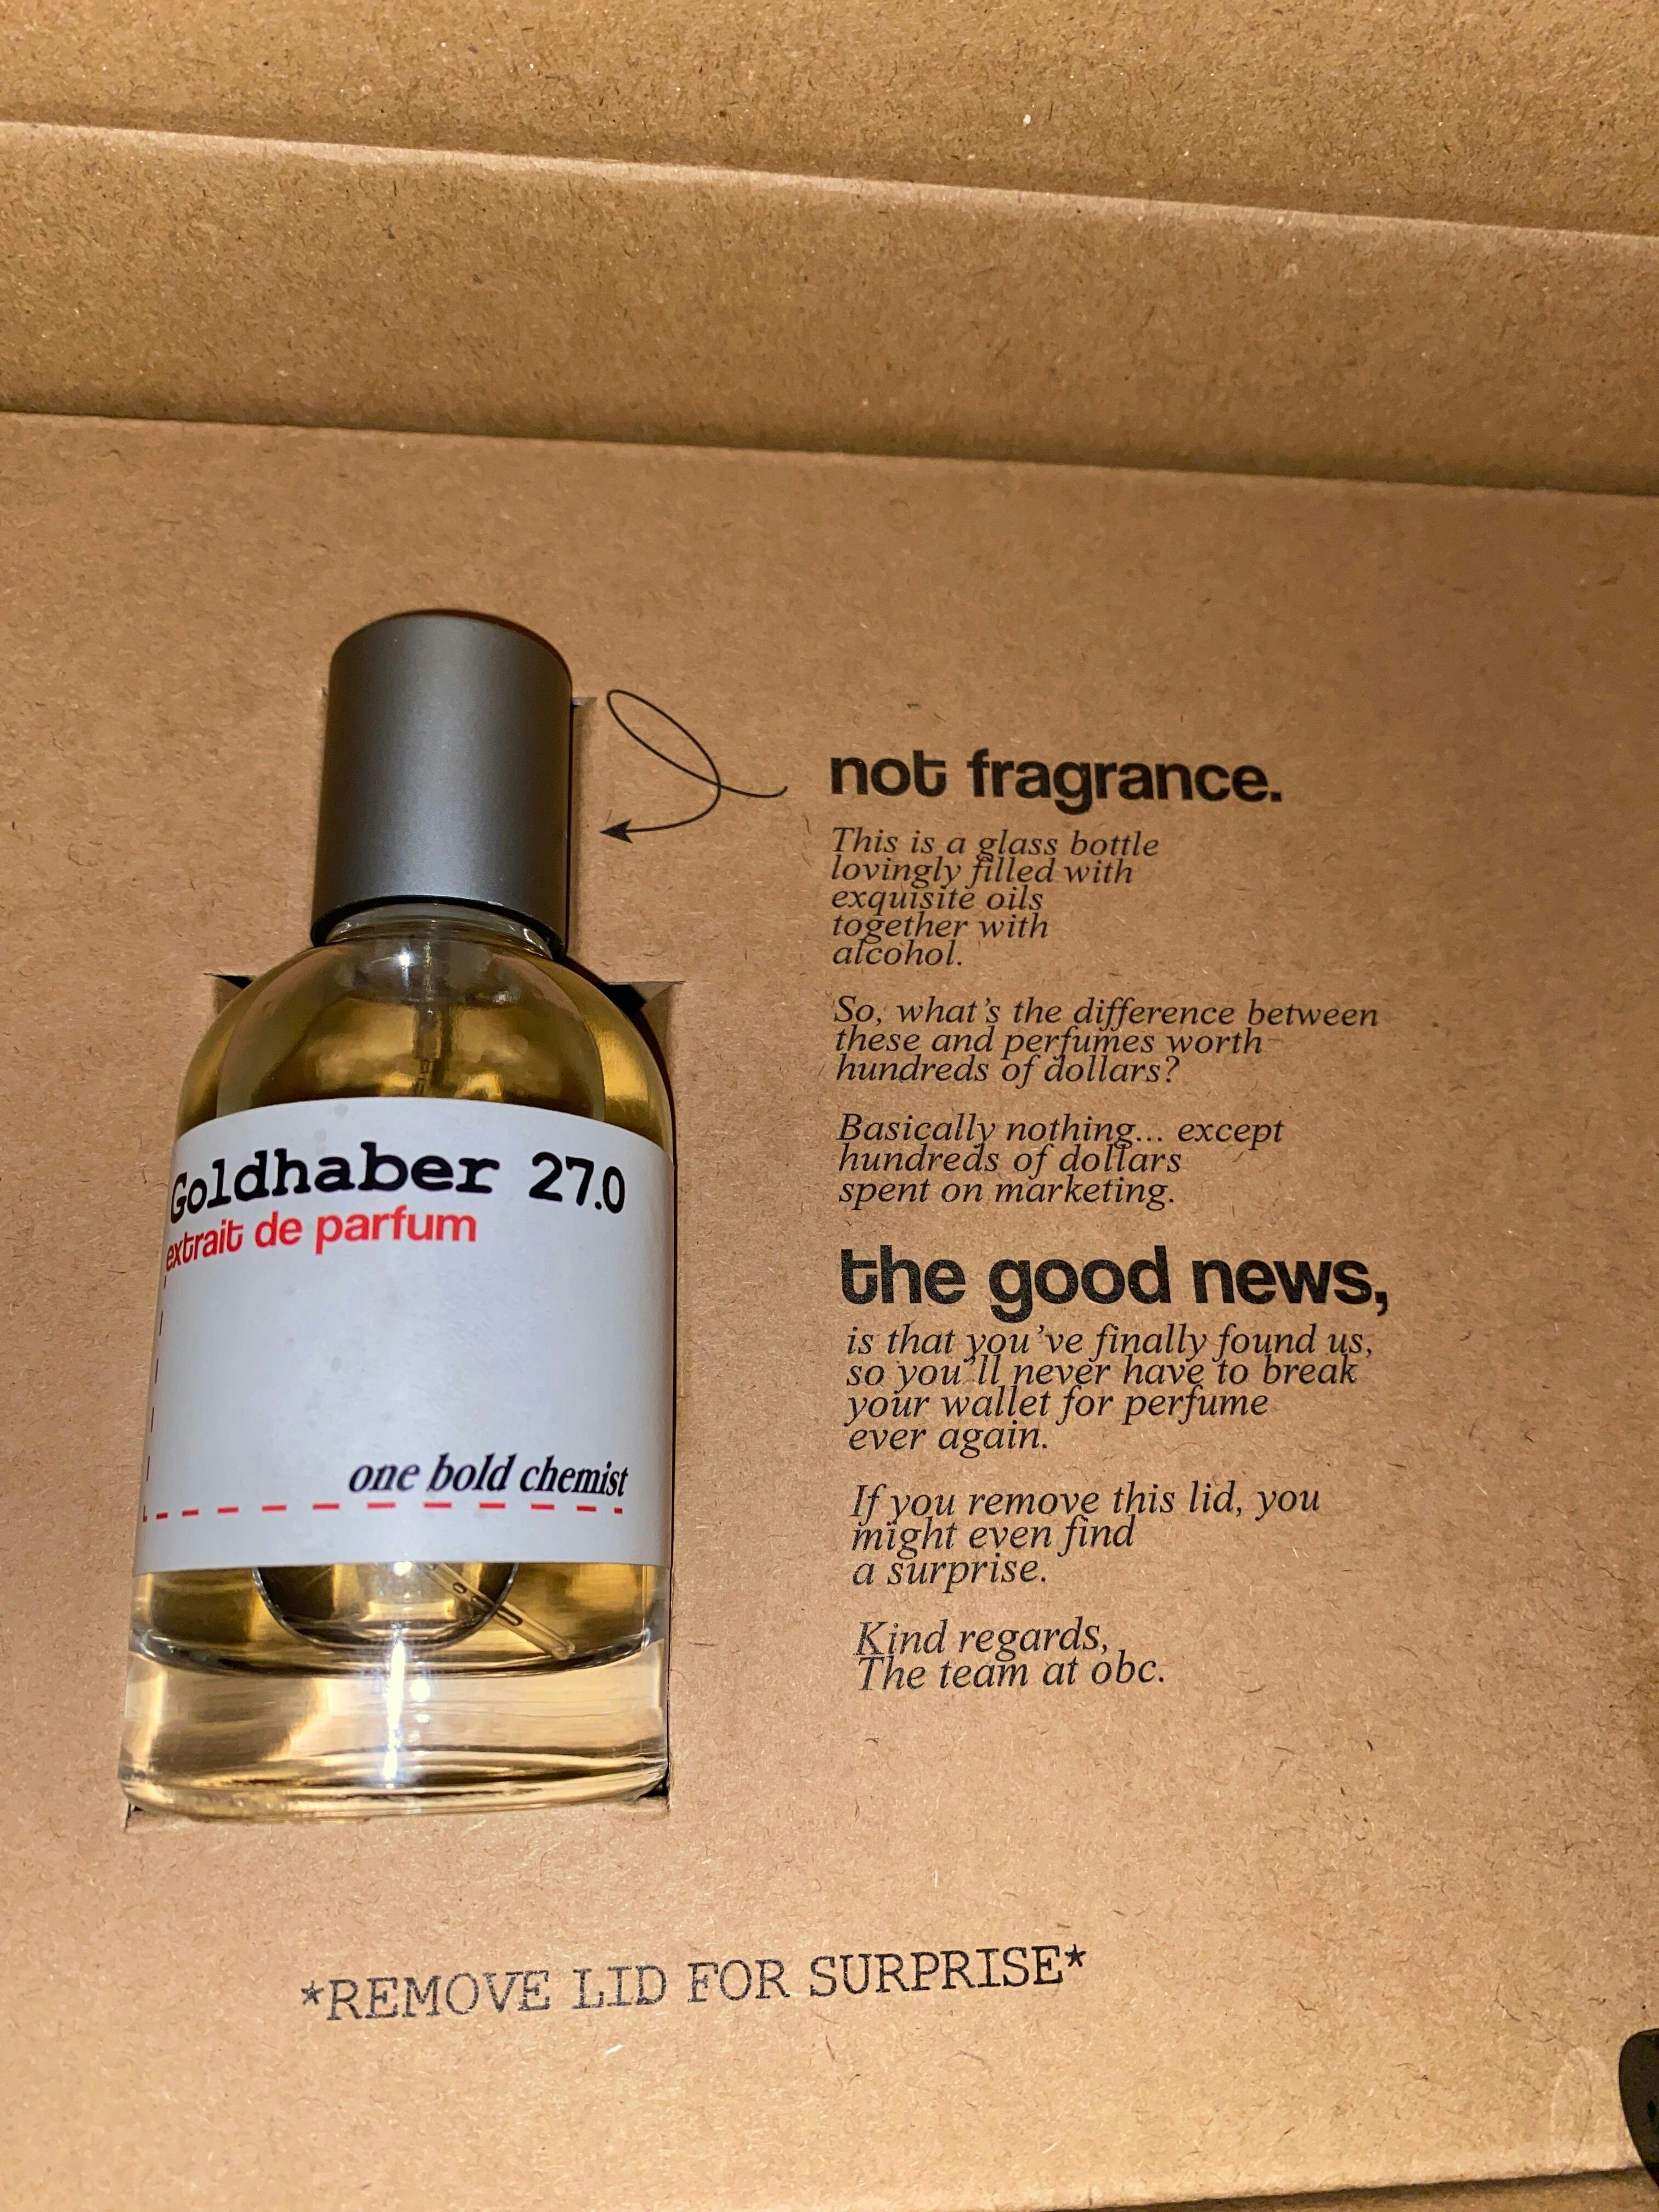 Goldhaber 27.0
extrait de parfum
one bold chemist
not fragrance.
This is a glass bottle
lovingly filled with
exquisite oils
together with
alcohol.
So, what's the difference between
these and perfumes worth
hundreds of dollars?
Basically nothing... except
hundreds of dollars
spent on marketing.
the good news,
is that you've finally found us,
so you'll never have to break
your wallet for perfume
ever again.
If you remove this lid, you
might even find
a surprise.
Kind regards,
The team at obc.
*REMOVE LID FOR SURPRISE*